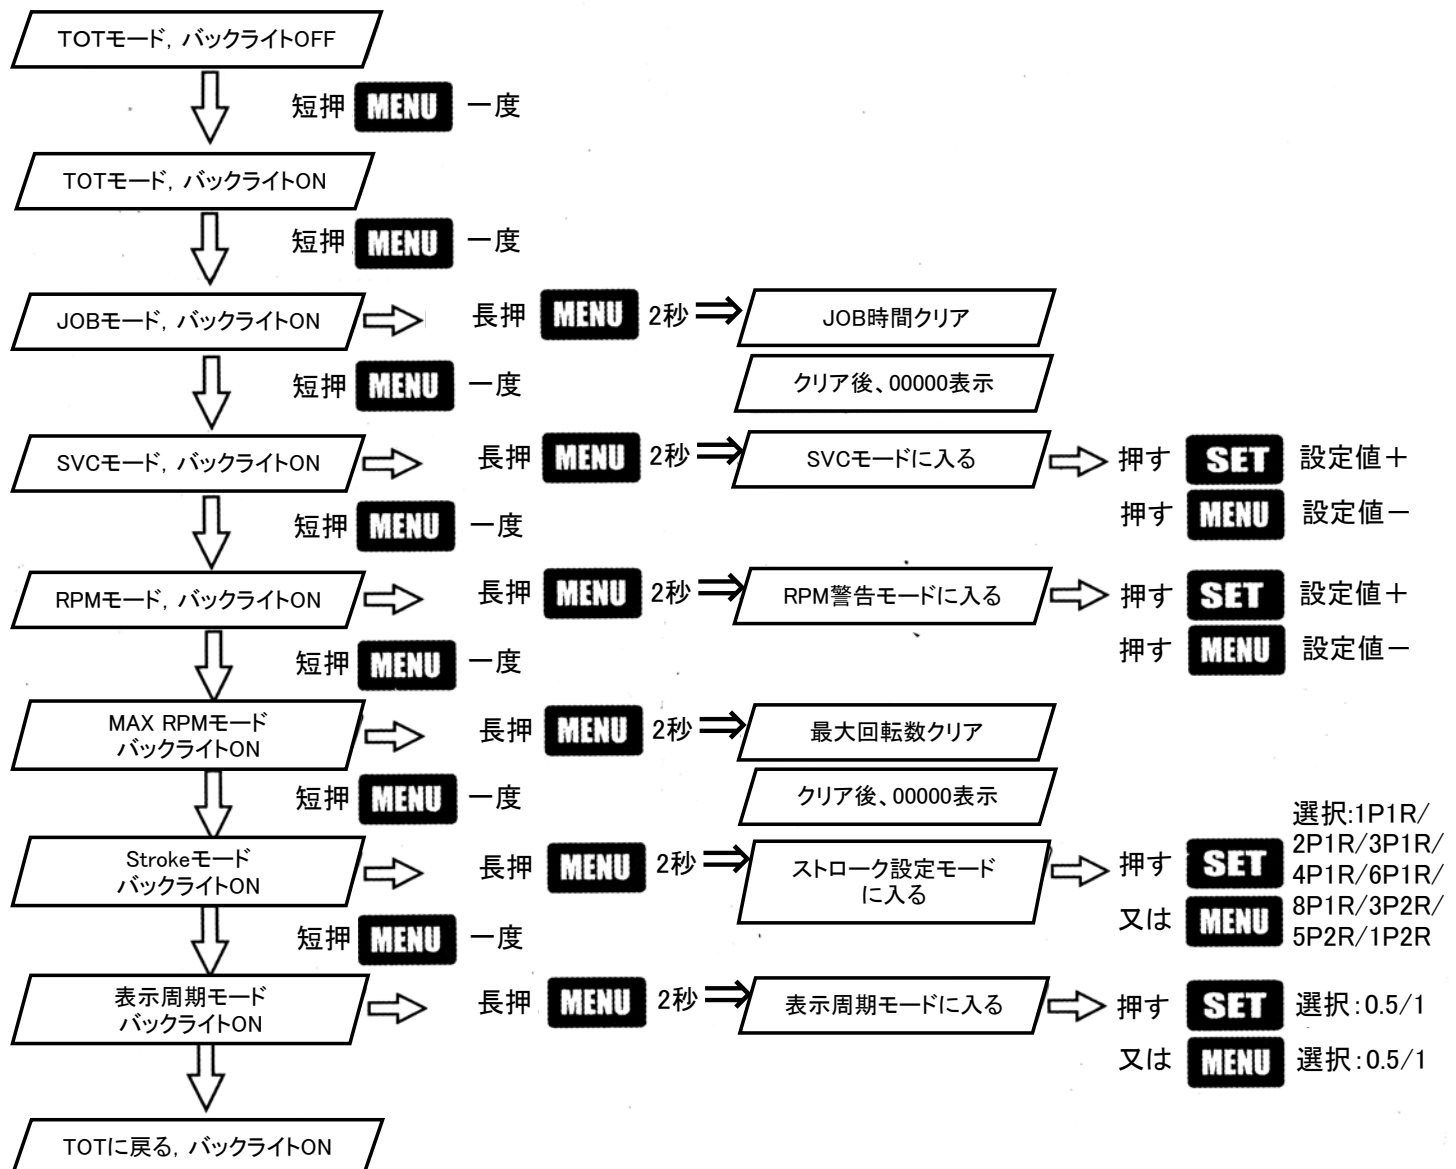 TOTモード, バックライトOFF
短押 MENU 一度
TOTモード, バックライトON
短押 MENU 一度
JOBモード, バックライトON
長押 MENU 2秒
JOB時間クリア
クリア後、00000表示
短押 MENU 一度
SVCモード, バックライトON
長押 MENU 2秒
SVCモードに入る
押す SET 設定値＋
押す MENU 設定値－
短押 MENU 一度
RPMモード, バックライトON
長押 MENU 2秒
RPM警告モードに入る
押す SET 設定値＋
押す MENU 設定値－
短押 MENU 一度
MAX RPMモード
バックライトON
長押 MENU 2秒
最大回転数クリア
クリア後、00000表示
短押 MENU 一度
Strokeモード
バックライトON
長押 MENU 2秒
ストローク設定モード
に入る
押す SET
又は MENU
選択:1P1R/
2P1R/3P1R/
4P1R/6P1R/
8P1R/3P2R/
5P2R/1P2R
短押 MENU 一度
表示周期モード
バックライトON
長押 MENU 2秒
表示周期モードに入る
押す SET 選択:0.5/1
又は MENU 選択:0.5/1
TOTに戻る, バックライトON